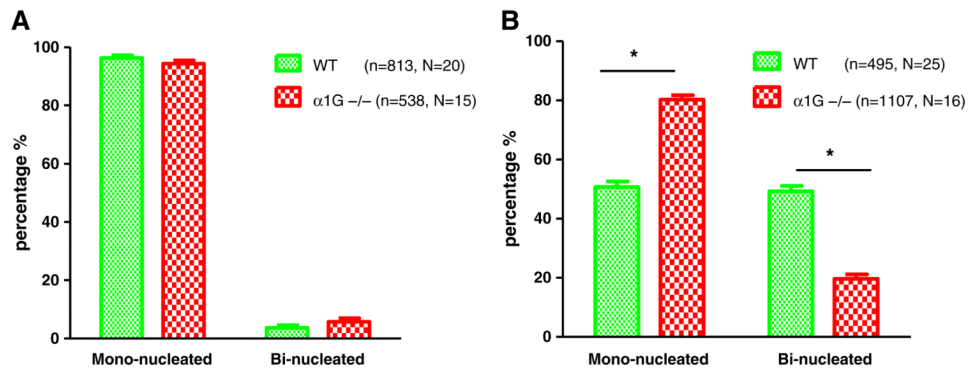 A
percentage %
100
80
60
40
20
0
WT (n=813, N=20)
α1G −/− (n=538, N=15)
Mono-nucleated Bi-nucleated
B
percentage %
100
80
60
40
20
0
*
*
WT (n=495, N=25)
α1G −/− (n=1107, N=16)
Mono-nucleated Bi-nucleated